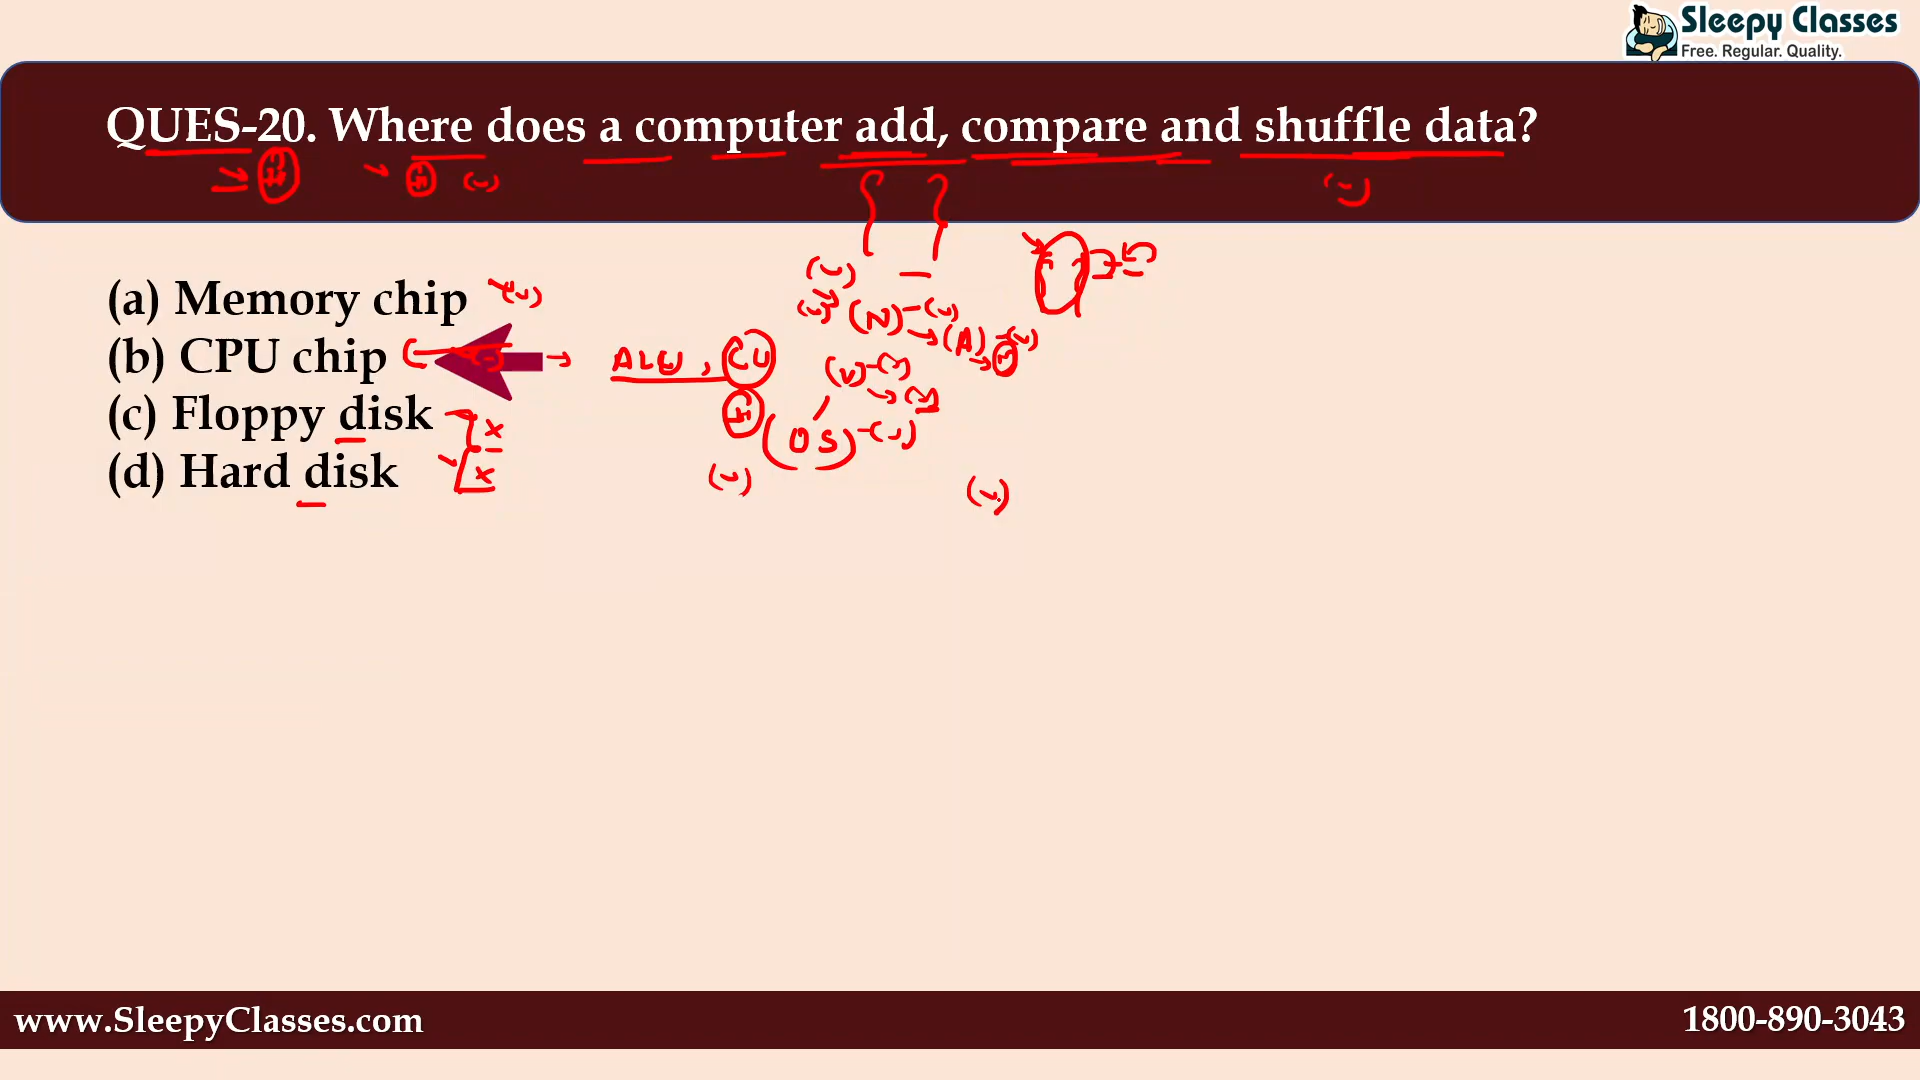 Sleepy Classes
Free. Regular. Quality.
QUES-20. Where does a computer add, compare and shuffle data?
(a) Memory chip
(b) CPU chip
ALU, CU
(c) Floppy disk
(d) Hard disk
(N)
(A)
(OS)
www.SleepyClasses.com
1800-890-3043